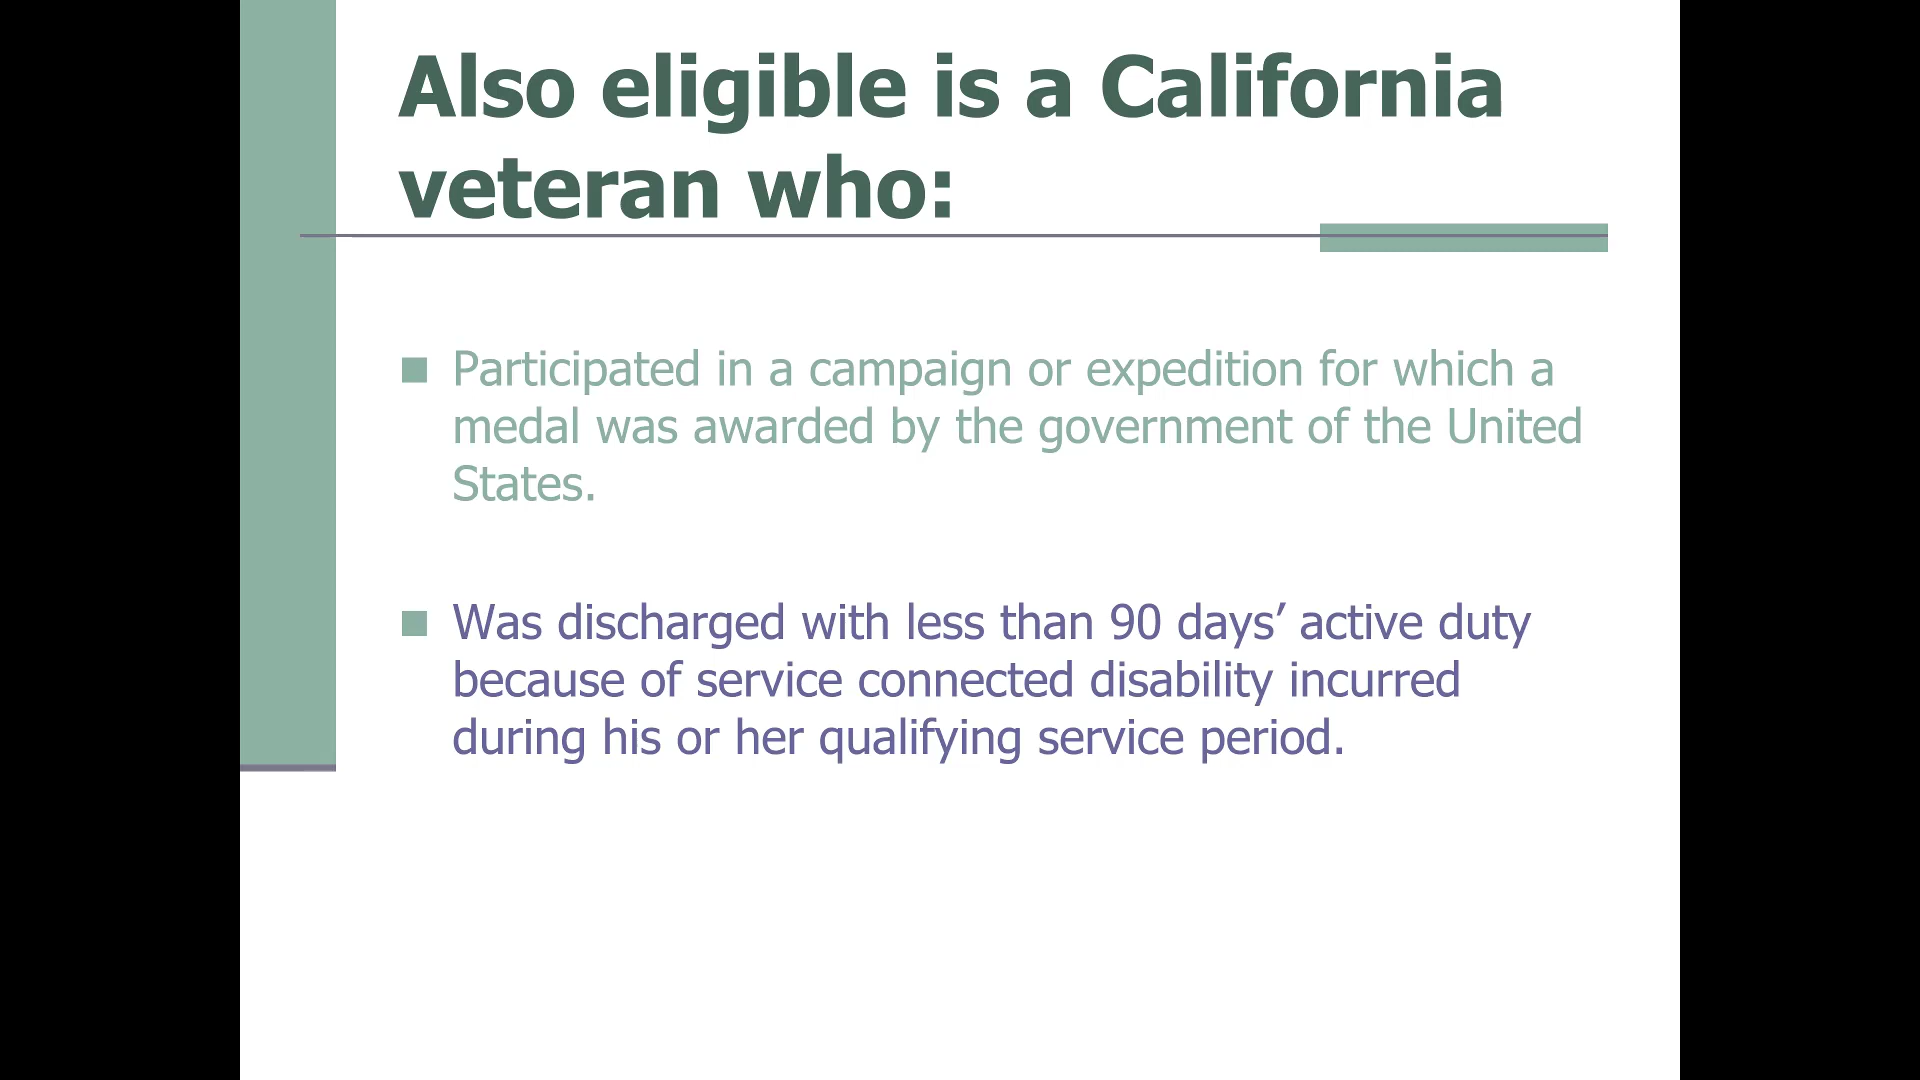 Also eligible is a California
veteran who:
Participated in a campaign or expedition for which a
medal was awarded by the government of the United
States.
Was discharged with less than 90 days’ active duty
because of service connected disability incurred
during his or her qualifying service period.